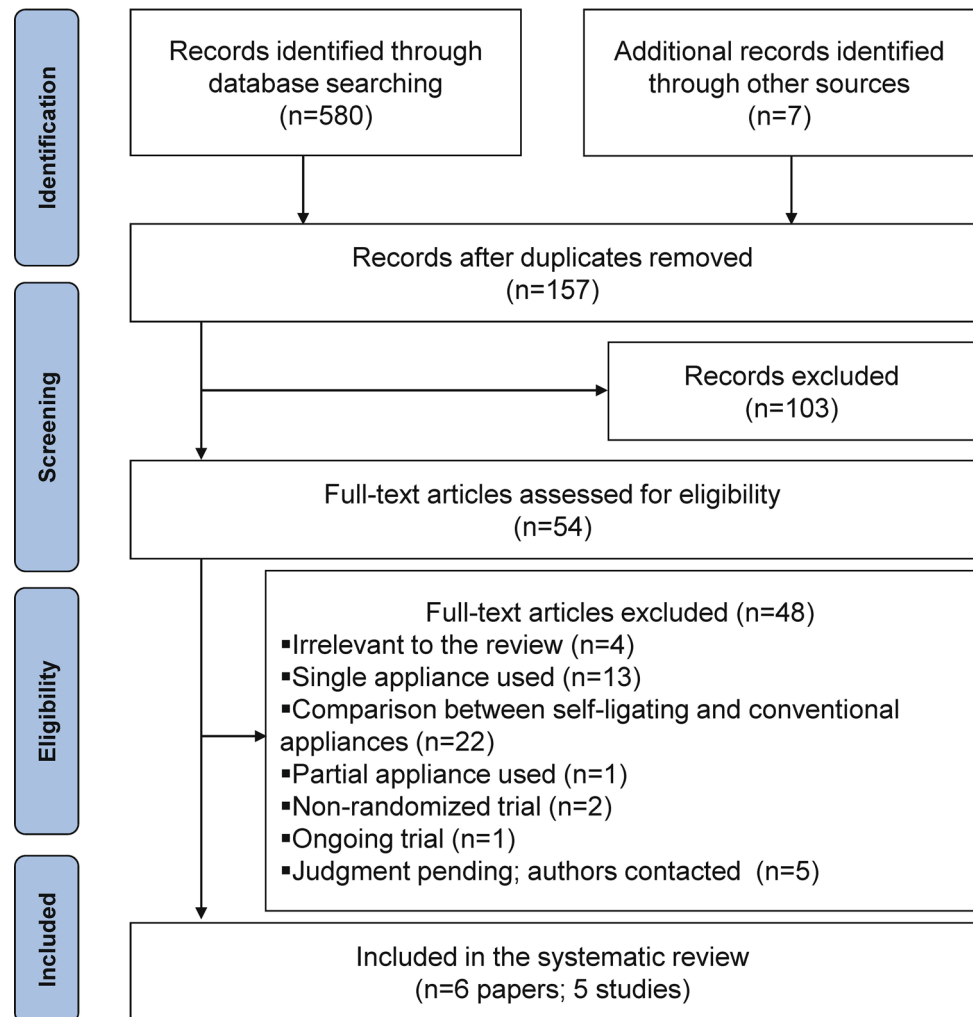 Identification
Records identified through
database searching
(n=580)
Additional records identified
through other sources
(n=7)
Records after duplicates removed
(n=157)
Screening
Records excluded
(n=103)
Full-text articles assessed for eligibility
(n=54)
Eligibility
Full-text articles excluded (n=48)
▪Irrelevant to the review (n=4)
▪Single appliance used (n=13)
▪Comparison between self-ligating and conventional
appliances (n=22)
▪Partial appliance used (n=1)
▪Non-randomized trial (n=2)
▪Ongoing trial (n=1)
▪Judgment pending; authors contacted (n=5)
Included
Included in the systematic review
(n=6 papers; 5 studies)